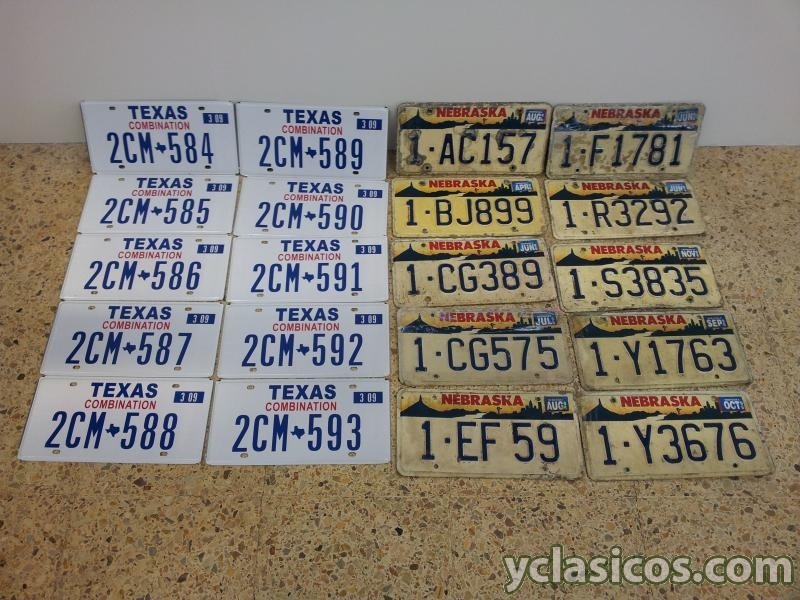 TEXAS
COMBINATION
3 09
2CM 584
TEXAS
COMBINATION
3 09
2CM 585
TEXAS
COMBINATION
3 09
2CM 586
TEXAS
COMBINATION
3 09
2CM 587
TEXAS
COMBINATION
3 09
2CM 588
TEXAS
COMBINATION
3 09
2CM 589
TEXAS
COMBINATION
3 09
2CM 590
TEXAS
COMBINATION
3 09
2CM 591
TEXAS
COMBINATION
3 09
2CM 592
TEXAS
COMBINATION
3 09
2CM 593
NEBRASKA
AUG
1-AC157
NEBRASKA
APR
1-BJ899
NEBRASKA
JUN
1-CG389
NEBRASKA
JUL
1-CG575
NEBRASKA
AUG
1-EF 59
NEBRASKA
JUN
1-F1781
NEBRASKA
JUN
1-R3292
NEBRASKA
NOV
1-S3835
NEBRASKA
SEP
1-Y1763
NEBRASKA
OCT
1-Y3676
yclasicos.com